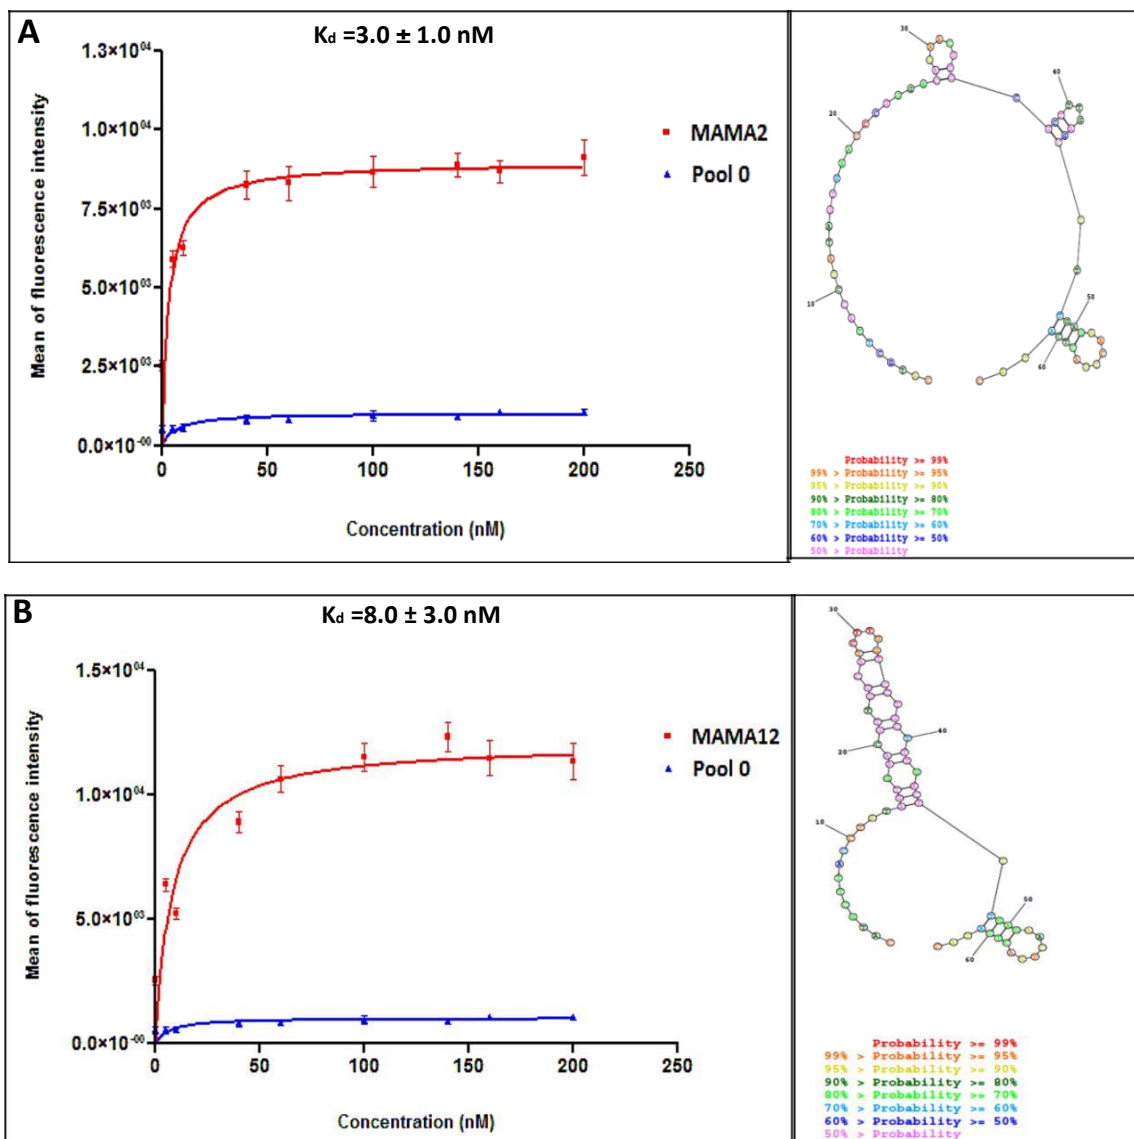 A
Kd =3.0 ± 1.0 nM
1.3×10^04
1.0×10^04
7.5×10^03
5.0×10^03
2.5×10^03
0.0×10^-00
Mean of fluorescence intensity
0
50
100
150
200
250
Concentration (nM)
MAMA2
Pool 0
10
20
30
40
50
60
Probability >= 99%
99% > Probability >= 95%
95% > Probability >= 90%
90% > Probability >= 80%
80% > Probability >= 70%
70% > Probability >= 60%
60% > Probability >= 50%
50% > Probability
B
Kd =8.0 ± 3.0 nM
1.5×10^04
1.0×10^04
5.0×10^03
0.0×10^-00
Mean of fluorescence intensity
0
50
100
150
200
250
Concentration (nM)
MAMA12
Pool 0
10
20
30
40
50
60
Probability >= 99%
99% > Probability >= 95%
95% > Probability >= 90%
90% > Probability >= 80%
80% > Probability >= 70%
70% > Probability >= 60%
60% > Probability >= 50%
50% > Probability